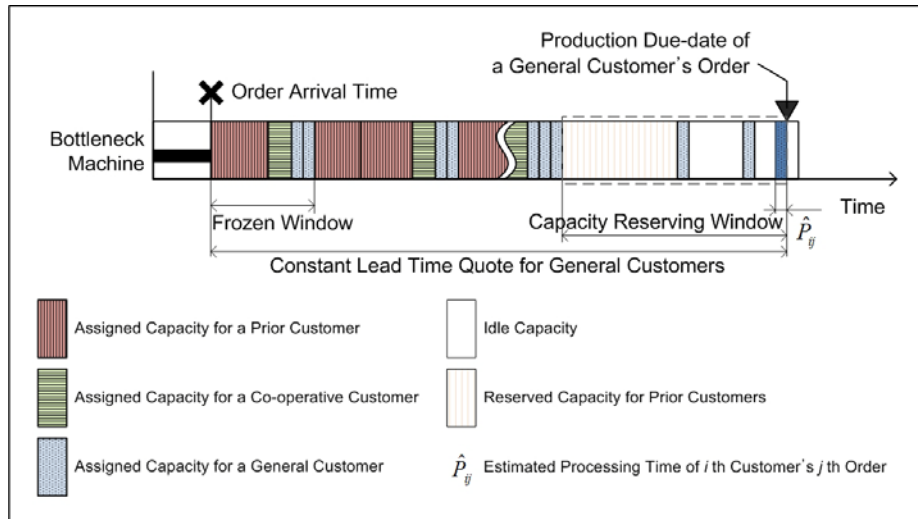 Production Due-date of
a General Customer's Order
Order Arrival Time
Bottleneck
Machine
Time
Frozen Window
Capacity Reserving Window
P̂ij
Constant Lead Time Quote for General Customers
Assigned Capacity for a Prior Customer
Idle Capacity
Assigned Capacity for a Co-operative Customer
Reserved Capacity for Prior Customers
Assigned Capacity for a General Customer
P̂ij Estimated Processing Time of i th Customer's j th Order